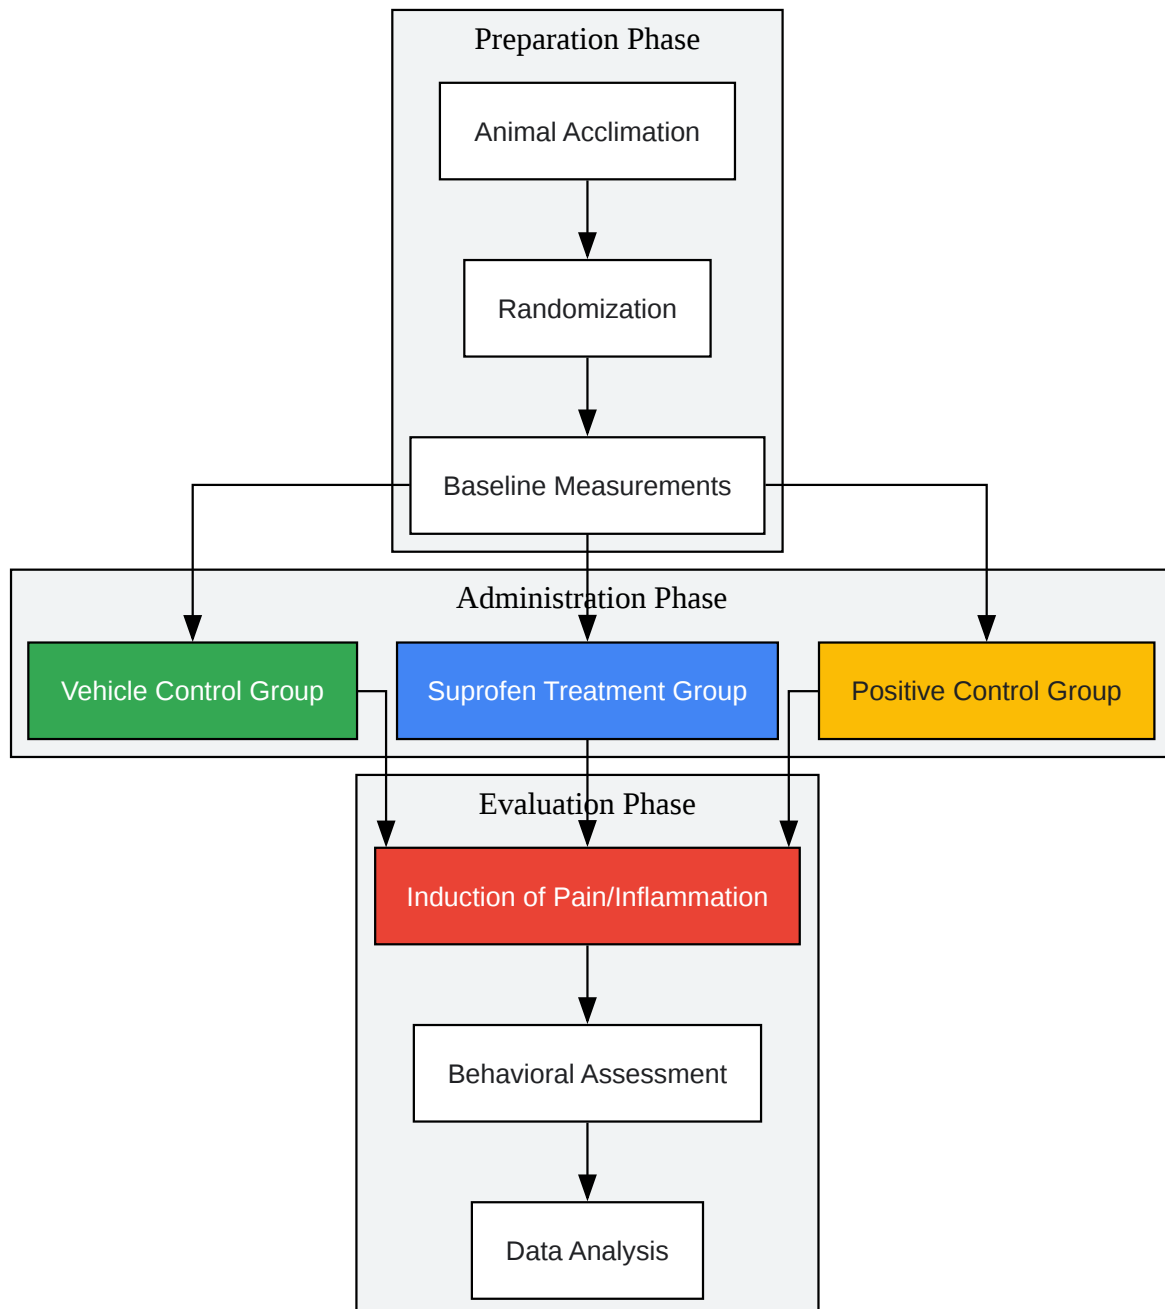 Preparation Phase
Animal Acclimation
Randomization
Baseline Measurements
Administration Phase
Vehicle Control Group
Suprofen Treatment Group
Positive Control Group
Evaluation Phase
Induction of Pain/Inflammation
Behavioral Assessment
Data Analysis